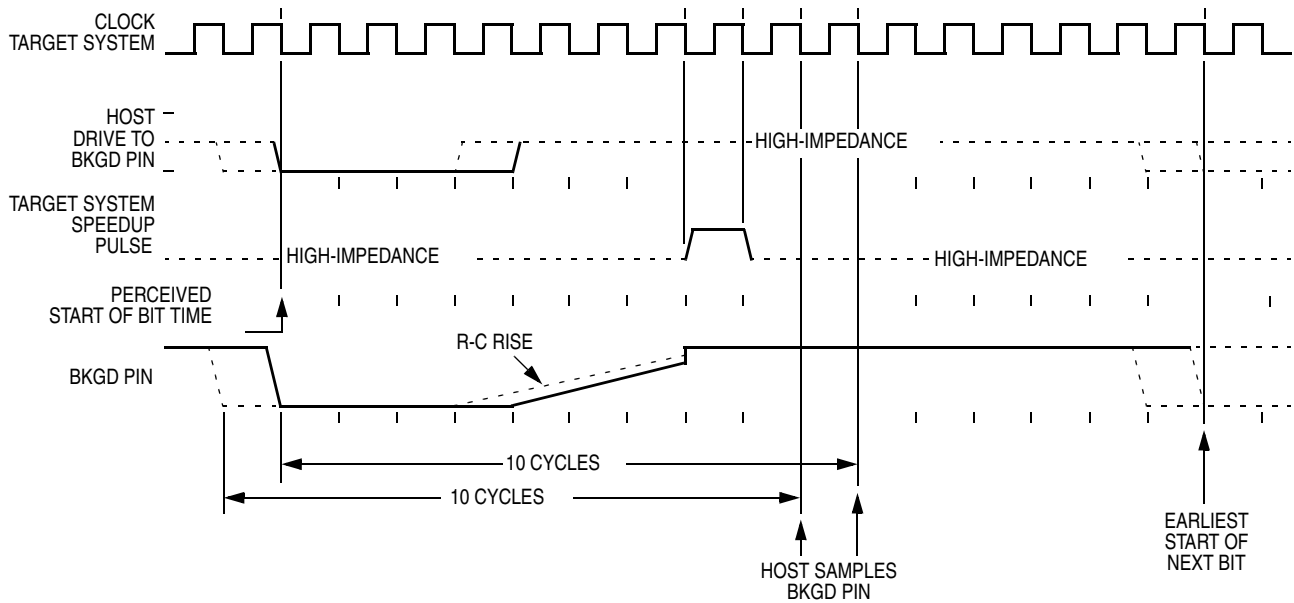 CLOCK
TARGET SYSTEM
HOST
DRIVE TO
BKGD PIN
HIGH-IMPEDANCE
TARGET SYSTEM
SPEEDUP
PULSE
HIGH-IMPEDANCE
HIGH-IMPEDANCE
PERCEIVED
START OF BIT TIME
R-C RISE
BKGD PIN
10 CYCLES
10 CYCLES
EARLIEST
START OF
NEXT BIT
HOST SAMPLES
BKGD PIN